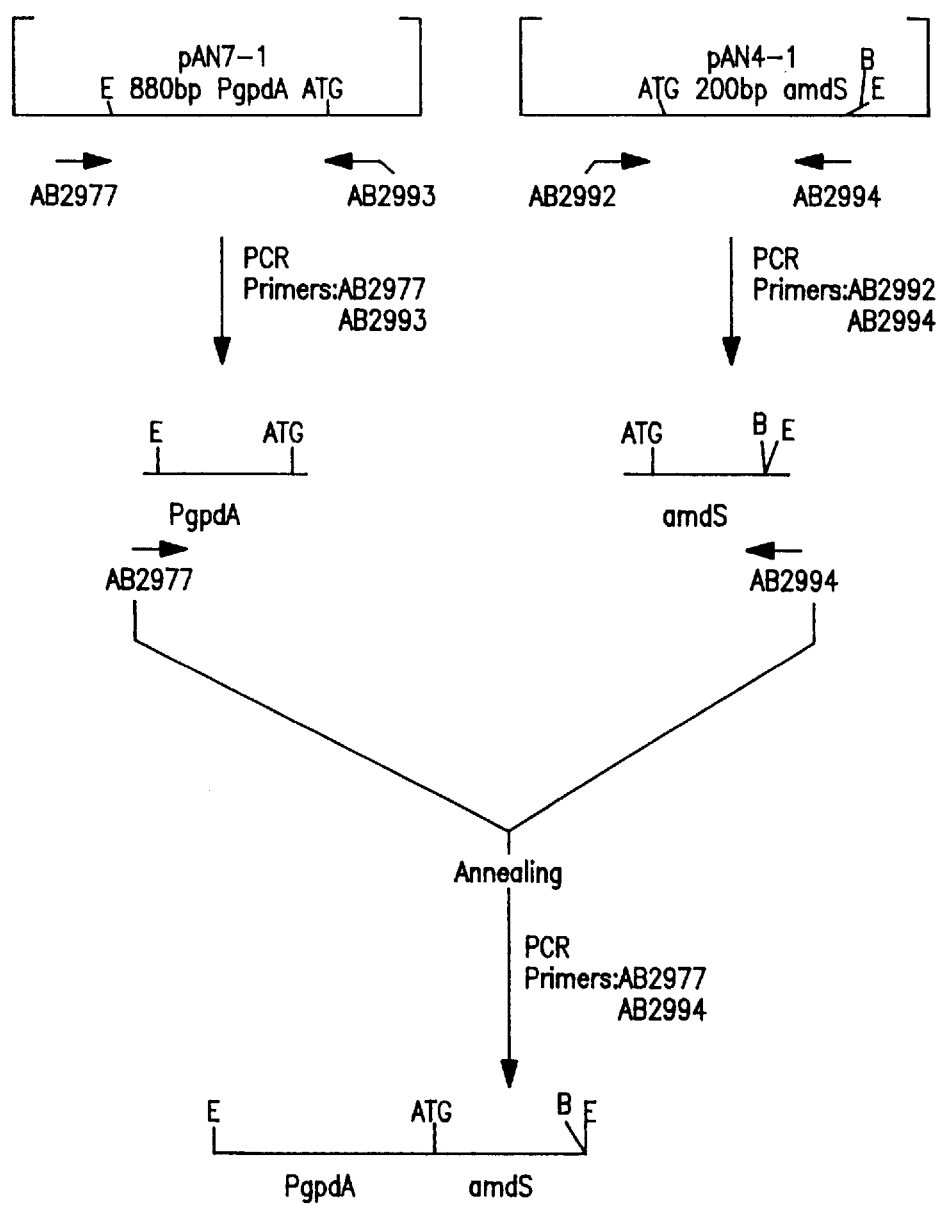 pAN7-1
E 880bp PgpdA ATG
pAN4-1
B
ATG 200bp amdS E
AB2977
AB2993
AB2992
AB2994
PCR
Primers:AB2977
AB2993
PCR
Primers:AB2992
AB2994
E
ATG
PgpdA
ATG
B E
amdS
AB2977
AB2994
Annealing
PCR
Primers:AB2977
AB2994
E
ATG
B E
PgpdA
amdS